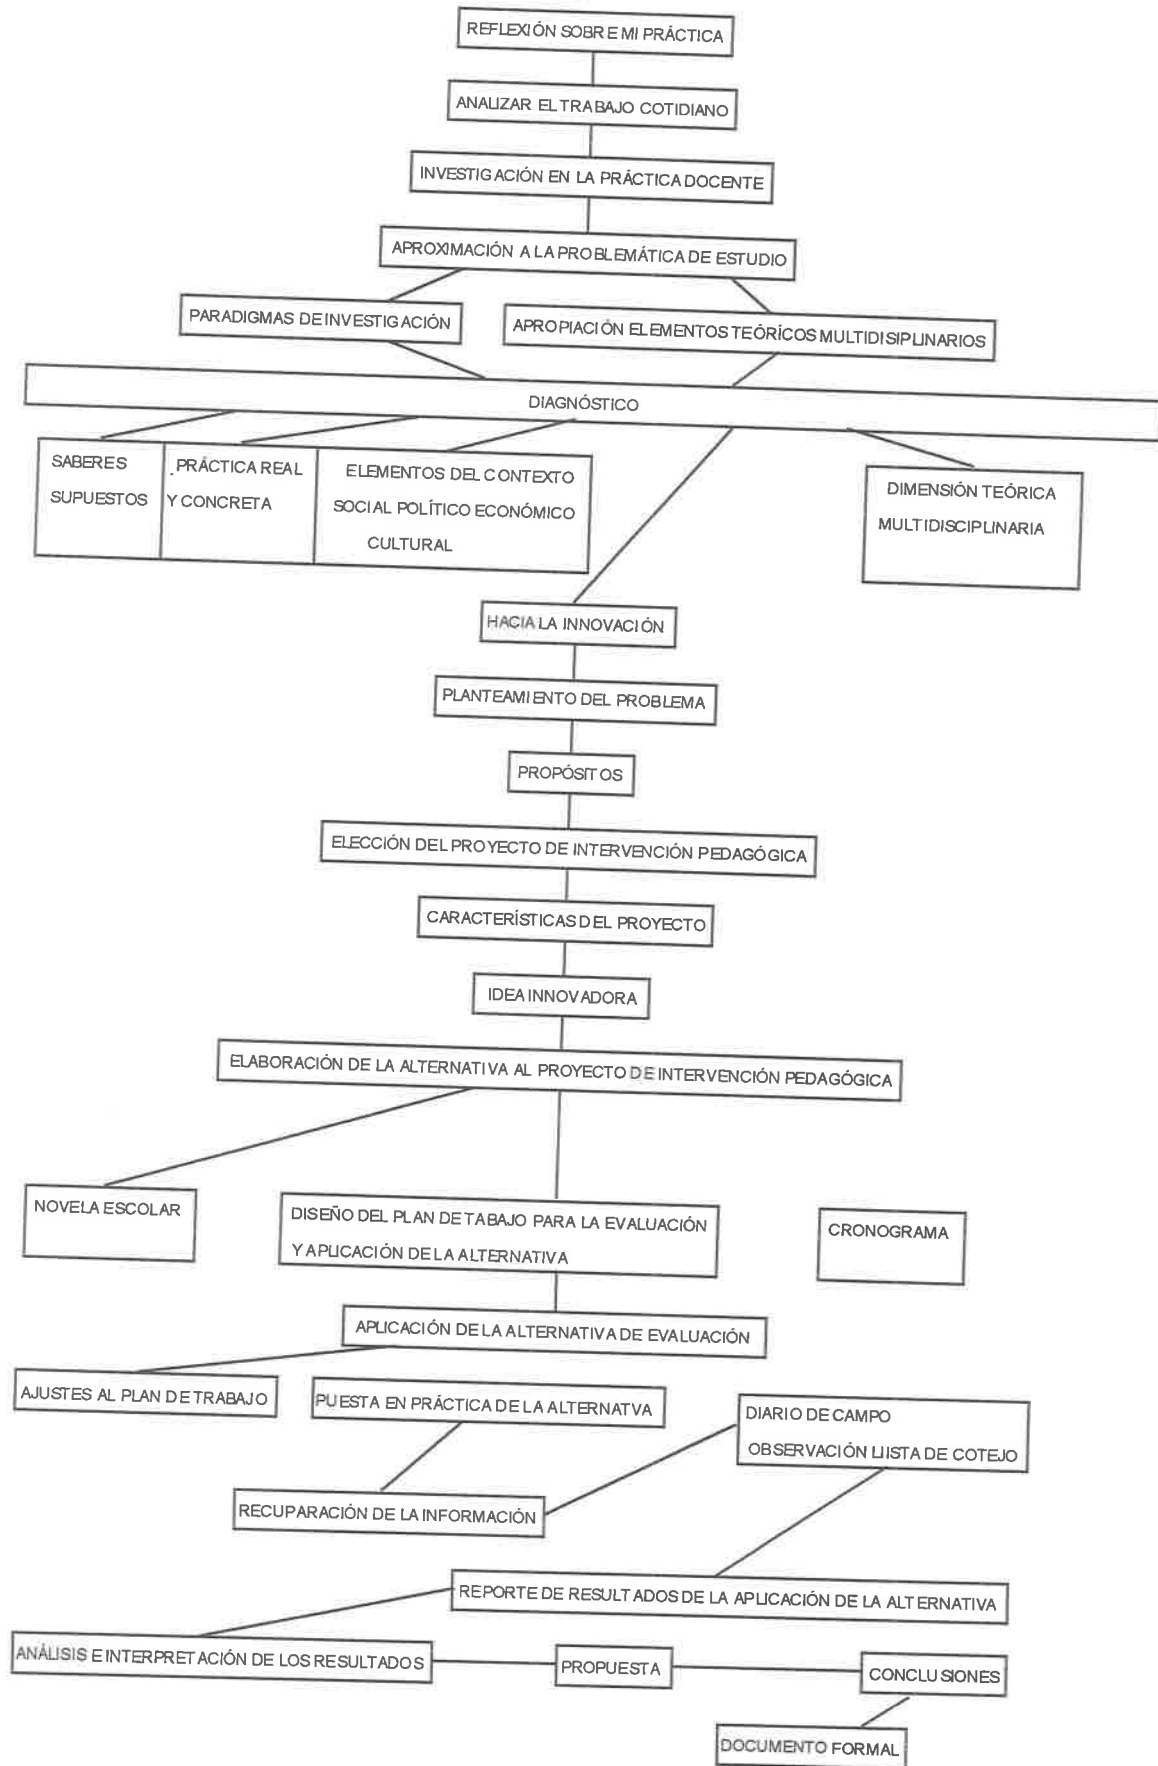 REFLEXIÓN SOBRE MI PRÁCTICA
ANALIZAR EL TRABAJO COTIDIANO
INVESTIGACIÓN EN LA PRÁCTICA DOCENTE
APROXIMACIÓN A LA PROBLEMÁTICA DE ESTUDIO
PARADIGMAS DE INVESTIGACIÓN
APROPIACIÓN ELEMENTOS TEÓRÍCOS MULTIDISIPLINARIOS
DIAGNÓSTICO
SABERES
SUPUESTOS
PRÁCTICA REAL
Y CONCRETA
ELEMENTOS DEL CONTEXTO
SOCIAL POLÍTICO ECONÓMICO
CULTURAL
DIMENSIÓN TEÓRICA
MULTIDISCIPLINARIA
HACIA LA INNOVACIÓN
PLANTEAMIENTO DEL PROBLEMA
PROPÓSITOS
ELECCIÓN DEL PROYECTO DE INTERVENCIÓN PEDAGÓGICA
CARACTERÍSTICAS DEL PROYECTO
IDEA INNOVADORA
ELABORACIÓN DE LA ALTERNATIVA AL PROYECTO DE INTERVENCIÓN PEDAGÓGICA
NOVELA ESCOLAR
DISEÑO DEL PLAN DE TABAJO PARA LA EVALUACIÓN
Y APLICACIÓN DE LA ALTERNATIVA
CRONOGRAMA
APLICACIÓN DE LA ALTERNATIVA DE EVALUACIÓN
AJUSTES AL PLAN DE TRABAJO
PUESTA EN PRÁCTICA DE LA ALTERNATVA
DIARIO DE CAMPO
OBSERVACIÓN LIISTA DE COTEJO
RECUPARACIÓN DE LA INFORMACIÓN
REPORTE DE RESULTADOS DE LA APLICACIÓN DE LA ALTERNATIVA
ANÁLISIS E INTERPRETACIÓN DE LOS RESULTADOS
PROPUESTA
CONCLUSIONES
DOCUMENTO FORMAL